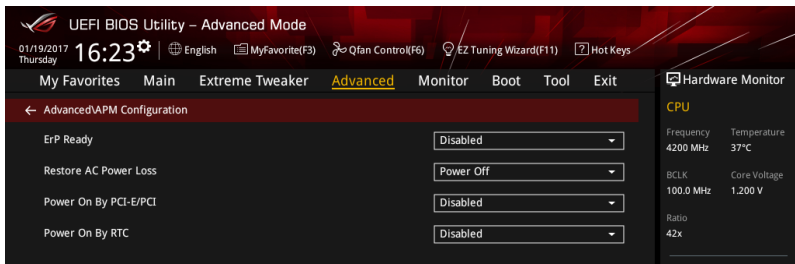 UEFI BIOS Utility – Advanced Mode
01/19/2017 Thursday 16:23 English MyFavorite(F3) Qfan Control(F6) EZ Tuning Wizard(F11) ? Hot Keys
My Favorites Main Extreme Tweaker Advanced Monitor Boot Tool Exit
← Advanced\APM Configuration
ErP Ready Disabled
Restore AC Power Loss Power Off
Power On By PCI-E/PCI Disabled
Power On By RTC Disabled
Hardware Monitor
CPU
Frequency Temperature
4200 MHz 37°C
BCLK Core Voltage
100.0 MHz 1.200 V
Ratio
42x